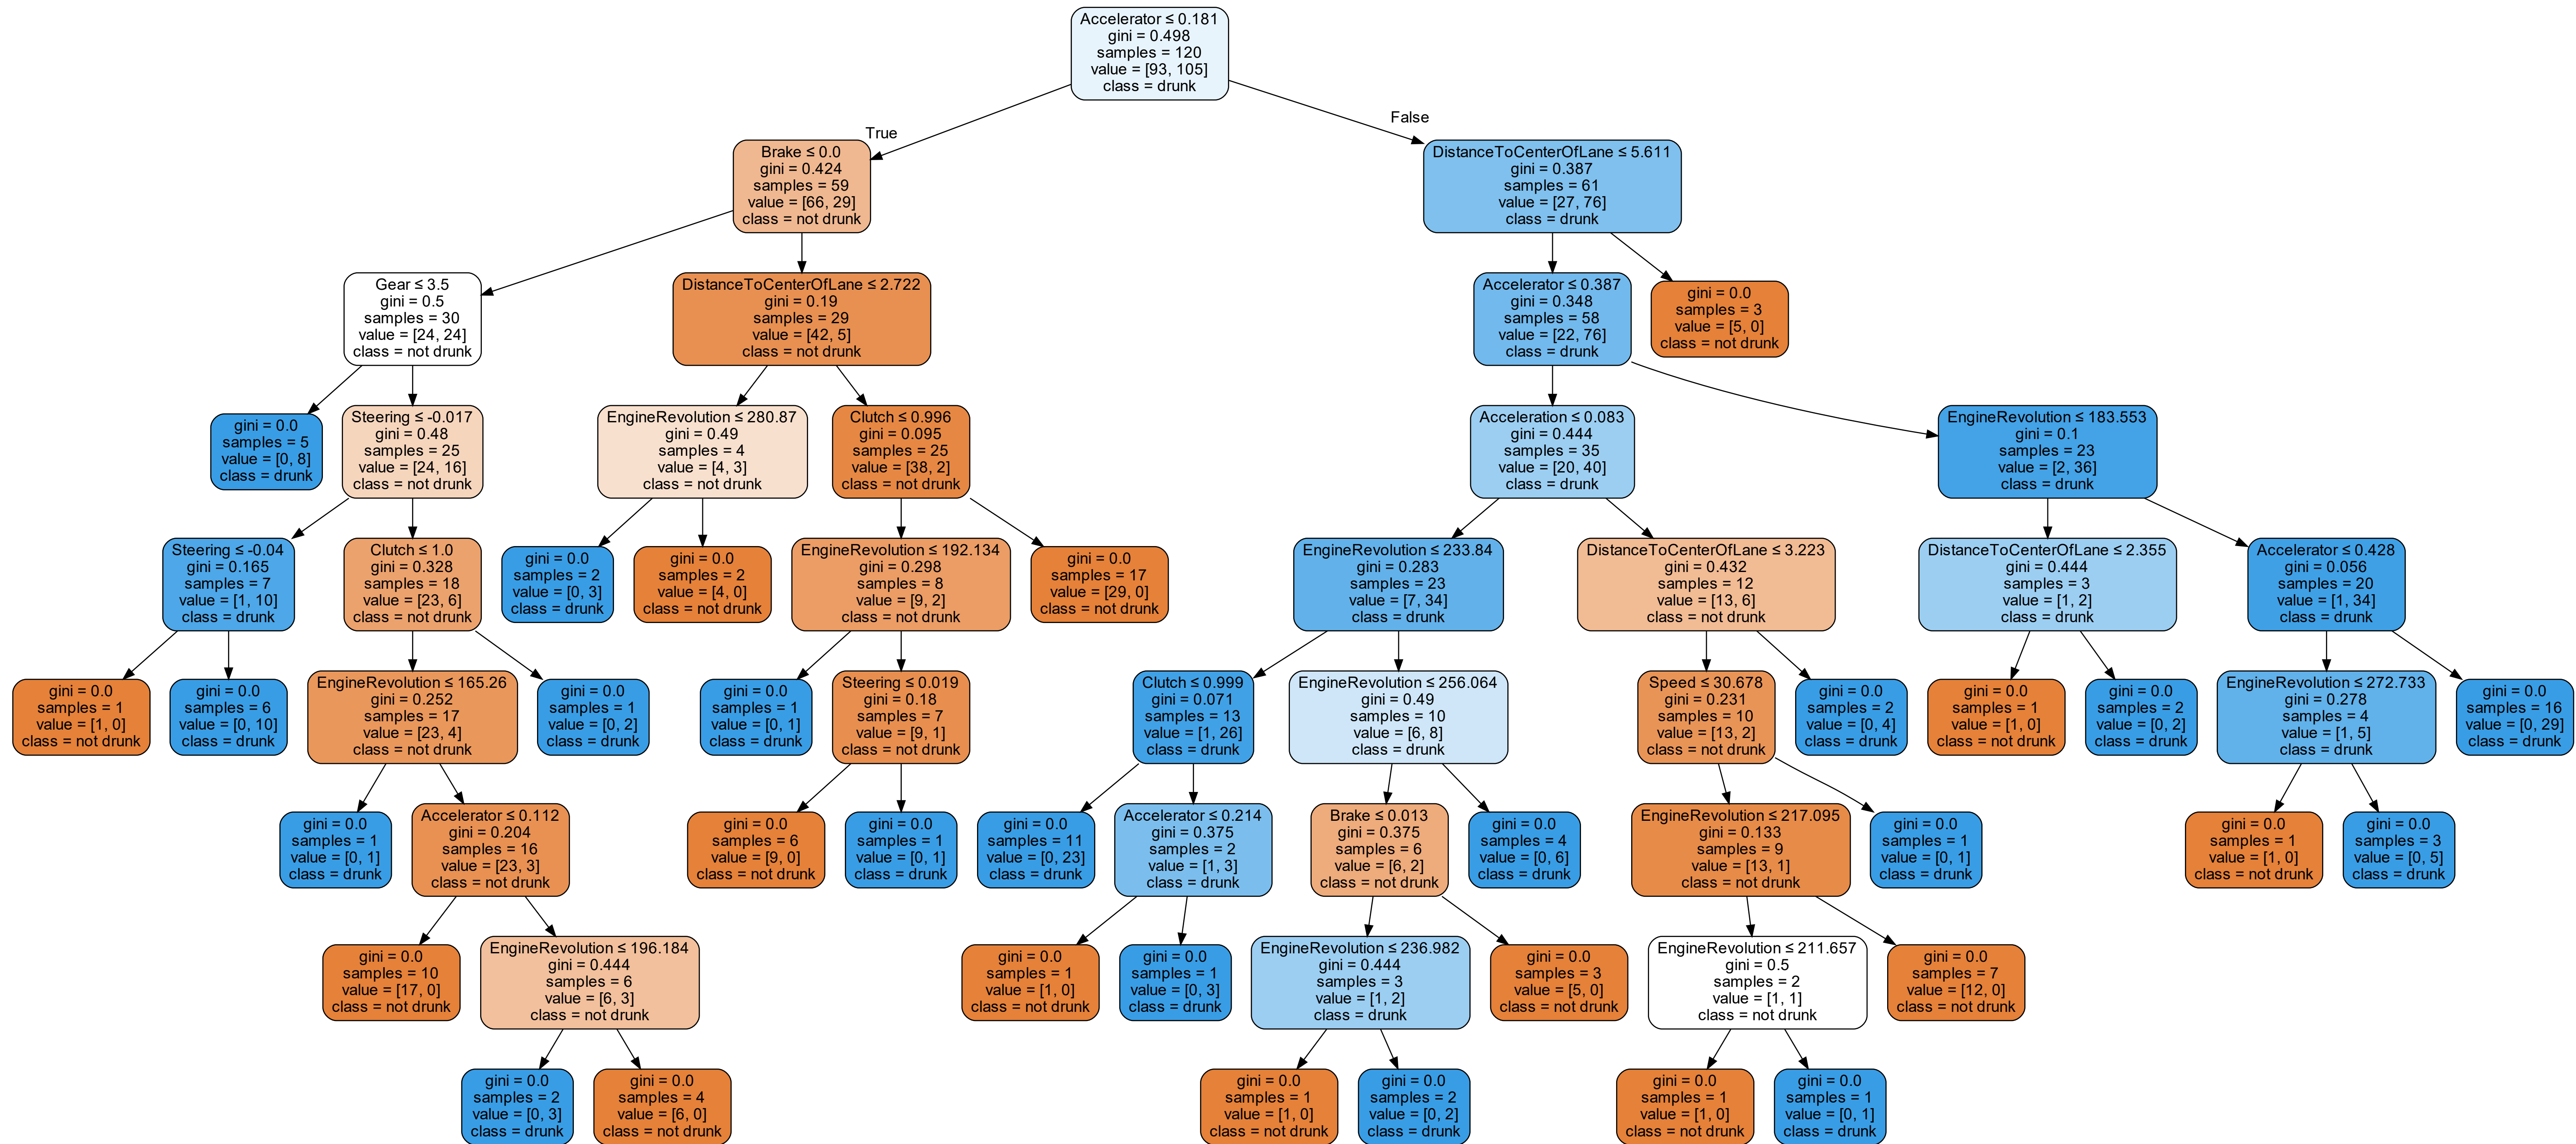 Accelerator ≤ 0.181
gini = 0.498
samples = 120
value = [93, 105]
class = drunk
True
False
Brake ≤ 0.0
gini = 0.424
samples = 59
value = [66, 29]
class = not drunk
DistanceToCenterOfLane ≤ 5.611
gini = 0.387
samples = 61
value = [27, 76]
class = drunk
Gear ≤ 3.5
gini = 0.5
samples = 30
value = [24, 24]
class = not drunk
DistanceToCenterOfLane ≤ 2.722
gini = 0.19
samples = 29
value = [42, 5]
class = not drunk
Accelerator ≤ 0.387
gini = 0.348
samples = 58
value = [22, 76]
class = drunk
gini = 0.0
samples = 3
value = [5, 0]
class = not drunk
gini = 0.0
samples = 5
value = [0, 8]
class = drunk
Steering ≤ -0.017
gini = 0.48
samples = 25
value = [24, 16]
class = not drunk
EngineRevolution ≤ 280.87
gini = 0.49
samples = 4
value = [4, 3]
class = not drunk
Clutch ≤ 0.996
gini = 0.095
samples = 25
value = [38, 2]
class = not drunk
Acceleration ≤ 0.083
gini = 0.444
samples = 35
value = [20, 40]
class = drunk
EngineRevolution ≤ 183.553
gini = 0.1
samples = 23
value = [2, 36]
class = drunk
Steering ≤ -0.04
gini = 0.165
samples = 7
value = [1, 10]
class = drunk
Clutch ≤ 1.0
gini = 0.328
samples = 18
value = [23, 6]
class = not drunk
gini = 0.0
samples = 2
value = [0, 3]
class = drunk
gini = 0.0
samples = 2
value = [4, 0]
class = not drunk
EngineRevolution ≤ 192.134
gini = 0.298
samples = 8
value = [9, 2]
class = not drunk
gini = 0.0
samples = 17
value = [29, 0]
class = not drunk
EngineRevolution ≤ 233.84
gini = 0.283
samples = 23
value = [7, 34]
class = drunk
DistanceToCenterOfLane ≤ 3.223
gini = 0.432
samples = 12
value = [13, 6]
class = not drunk
DistanceToCenterOfLane ≤ 2.355
gini = 0.444
samples = 3
value = [1, 2]
class = drunk
Accelerator ≤ 0.428
gini = 0.056
samples = 20
value = [1, 34]
class = drunk
gini = 0.0
samples = 1
value = [1, 0]
class = not drunk
gini = 0.0
samples = 6
value = [0, 10]
class = drunk
EngineRevolution ≤ 165.26
gini = 0.252
samples = 17
value = [23, 4]
class = not drunk
gini = 0.0
samples = 1
value = [0, 2]
class = drunk
gini = 0.0
samples = 1
value = [0, 1]
class = drunk
Steering ≤ 0.019
gini = 0.18
samples = 7
value = [9, 1]
class = not drunk
Clutch ≤ 0.999
gini = 0.071
samples = 13
value = [1, 26]
class = drunk
EngineRevolution ≤ 256.064
gini = 0.49
samples = 10
value = [6, 8]
class = drunk
Speed ≤ 30.678
gini = 0.231
samples = 10
value = [13, 2]
class = not drunk
gini = 0.0
samples = 2
value = [0, 4]
class = drunk
gini = 0.0
samples = 1
value = [1, 0]
class = not drunk
gini = 0.0
samples = 2
value = [0, 2]
class = drunk
EngineRevolution ≤ 272.733
gini = 0.278
samples = 4
value = [1, 5]
class = drunk
gini = 0.0
samples = 16
value = [0, 29]
class = drunk
gini = 0.0
samples = 1
value = [0, 1]
class = drunk
Accelerator ≤ 0.112
gini = 0.204
samples = 16
value = [23, 3]
class = not drunk
gini = 0.0
samples = 6
value = [9, 0]
class = not drunk
gini = 0.0
samples = 1
value = [0, 1]
class = drunk
gini = 0.0
samples = 11
value = [0, 23]
class = drunk
Accelerator ≤ 0.214
gini = 0.375
samples = 2
value = [1, 3]
class = drunk
Brake ≤ 0.013
gini = 0.375
samples = 6
value = [6, 2]
class = not drunk
gini = 0.0
samples = 4
value = [0, 6]
class = drunk
EngineRevolution ≤ 217.095
gini = 0.133
samples = 9
value = [13, 1]
class = not drunk
gini = 0.0
samples = 1
value = [0, 1]
class = drunk
gini = 0.0
samples = 1
value = [1, 0]
class = not drunk
gini = 0.0
samples = 3
value = [0, 5]
class = drunk
gini = 0.0
samples = 10
value = [17, 0]
class = not drunk
EngineRevolution ≤ 196.184
gini = 0.444
samples = 6
value = [6, 3]
class = not drunk
gini = 0.0
samples = 1
value = [1, 0]
class = not drunk
gini = 0.0
samples = 1
value = [0, 3]
class = drunk
EngineRevolution ≤ 236.982
gini = 0.444
samples = 3
value = [1, 2]
class = drunk
gini = 0.0
samples = 3
value = [5, 0]
class = not drunk
EngineRevolution ≤ 211.657
gini = 0.5
samples = 2
value = [1, 1]
class = not drunk
gini = 0.0
samples = 7
value = [12, 0]
class = not drunk
gini = 0.0
samples = 2
value = [0, 3]
class = drunk
gini = 0.0
samples = 4
value = [6, 0]
class = not drunk
gini = 0.0
samples = 1
value = [1, 0]
class = not drunk
gini = 0.0
samples = 2
value = [0, 2]
class = drunk
gini = 0.0
samples = 1
value = [1, 0]
class = not drunk
gini = 0.0
samples = 1
value = [0, 1]
class = drunk